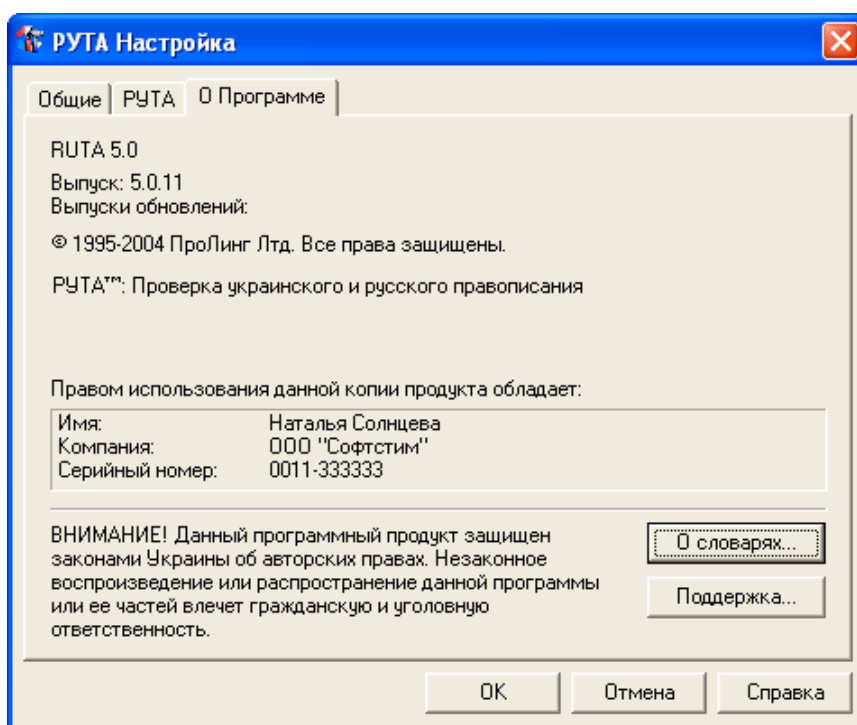 РУТА Настройка
Общие РУТА О Программе
RUTA 5.0
Выпуск: 5.0.11
Выпуски обновлений:
© 1995-2004 ПроЛинг Лтд. Все права защищены.
РУТА™: Проверка украинского и русского правописания
Правом использования данной копии продукта обладает:
Имя: Наталья Солнцева
Компания: ООО "Софтстим"
Серийный номер: 0011-333333
ВНИМАНИЕ! Данный программный продукт защищен
законами Украины об авторских правах. Незаконное
воспроизведение или распространение данной программы
или ее частей влечет гражданскую и уголовную
ответственность.
О словарях...
Поддержка...
OK Отмена Справка